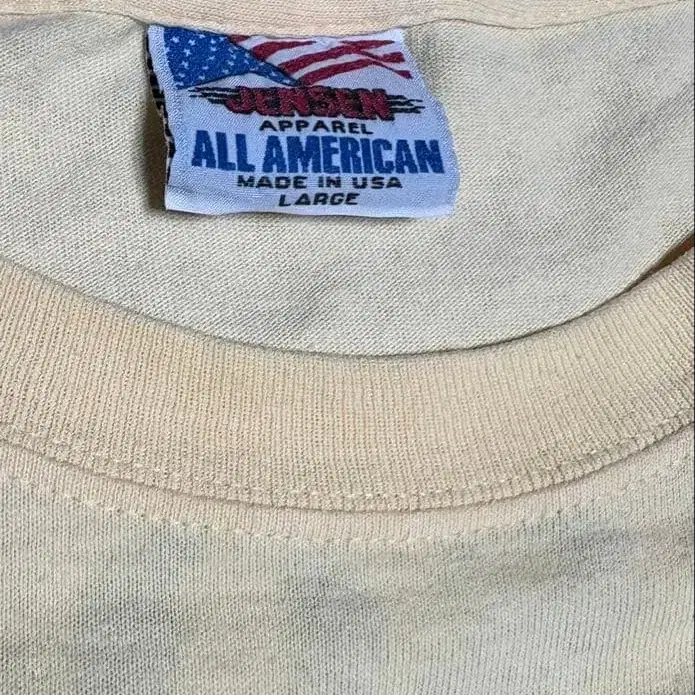 JENSEN
APPAREL
ALL AMERICAN
MADE IN USA
LARGE